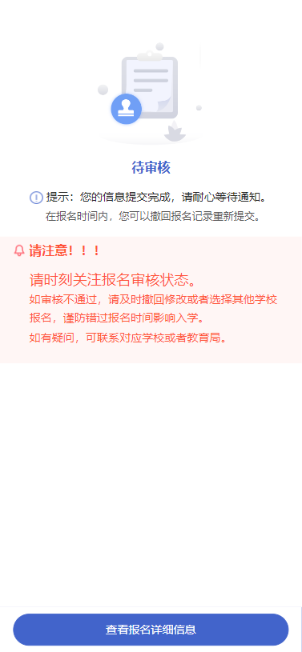 待审核
提示：您的信息提交完成，请耐心等待通知。
在报名时间内，您可以撤回报名记录重新提交。
请注意！！！
请时刻关注报名审核状态。
如审核不通过，请及时撤回修改或者选择其他学校
报名，谨防错过报名时间影响入学。
如有疑问，可联系对应学校或者教育局。
查看报名详细信息